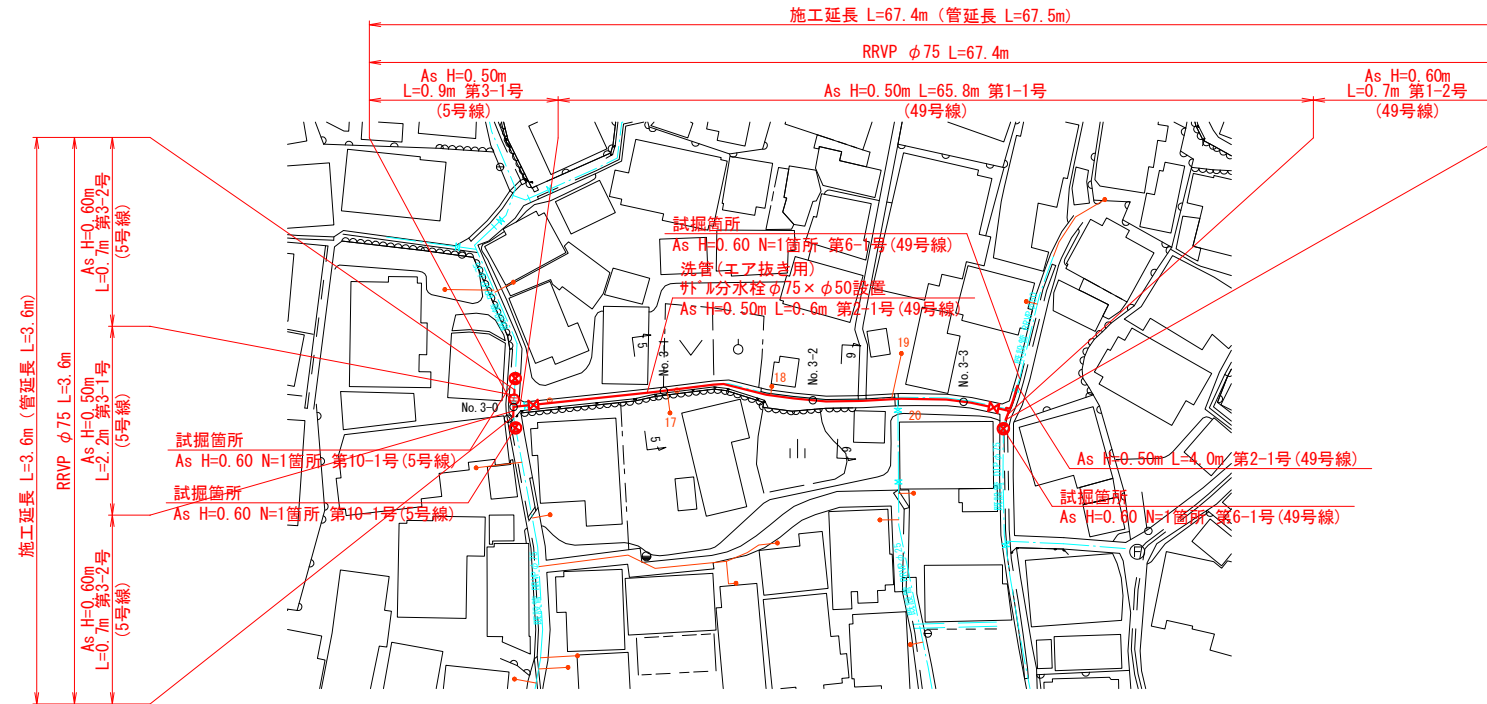 施工延長 L=67.4m (管延長 L=67.5m)
RRVP φ75 L=67.4m
As H=0.50m
L=0.9m 第3-1号
(5号線)
As H=0.50m L=65.8m 第1-1号
(49号線)
As H=0.60m
L=0.7m 第1-2号
(49号線)
施工延長 L=3.6m (管延長 L=3.6m)
RRVP φ75 L=3.6m
As H=0.60m
L=0.7m 第3-2号
(5号線)
As H=0.50m
L=2.2m 第3-1号
(5号線)
As H=0.60m
L=0.7m 第3-2号
(5号線)
試掘箇所
As H=0.60 N=1箇所 第6-1号(49号線)
洗管(エア抜き用)
サドル分水栓φ75×φ50設置
As H=0.50m L=0.6m 第2-1号(49号線)
No.3-0
No.3-1
No.3-2
No.3-3
17
18
19
20
試掘箇所
As H=0.60 N=1箇所 第10-1号(5号線)
試掘箇所
As H=0.60 N=1箇所 第10-1号(5号線)
As H=0.50m L=4.0m 第2-1号(49号線)
試掘箇所
As H=0.60 N=1箇所 第6-1号(49号線)